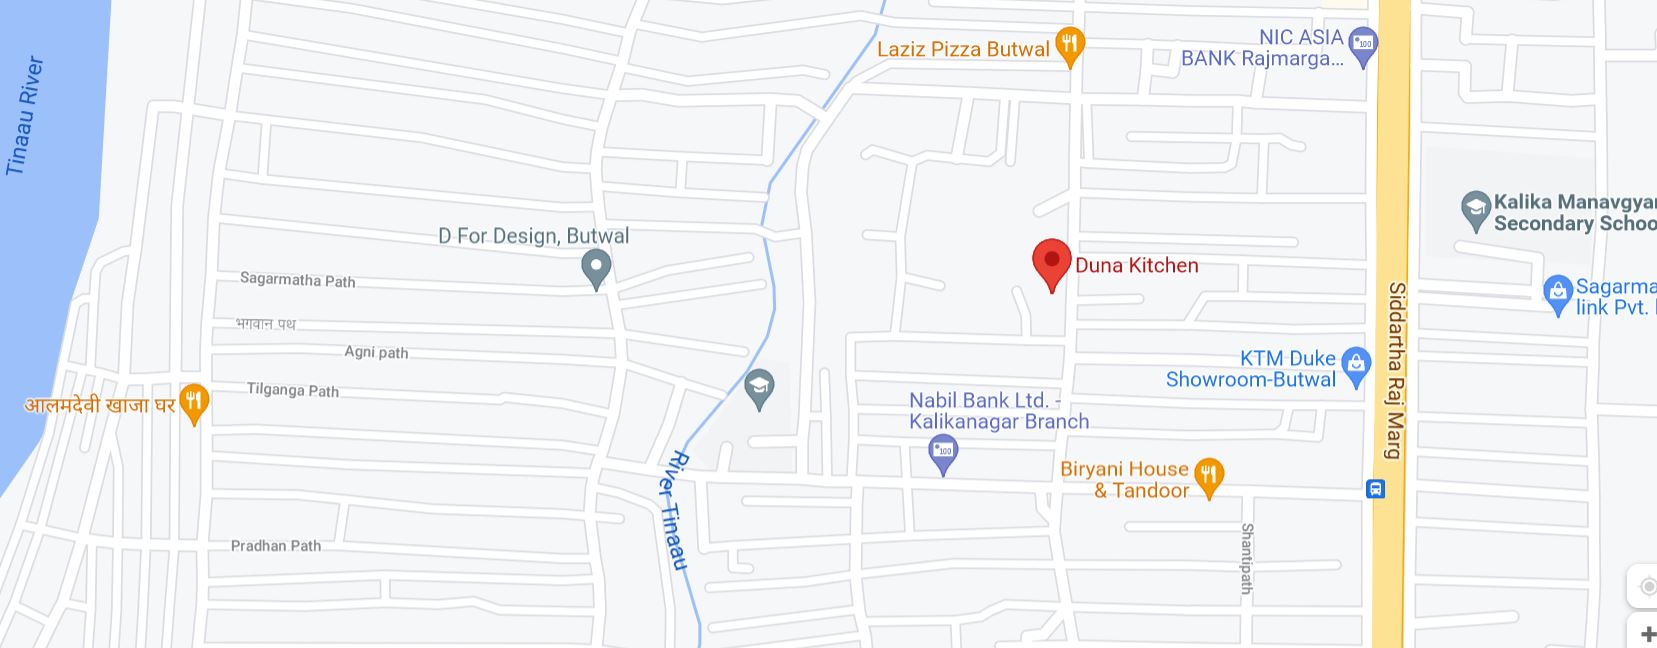 Tinaau River
Laziz Pizza Butwal
NIC ASIA
BANK Rajmarga...
Kalika Manavgya
Secondary Schoo
D For Design, Butwal
Duna Kitchen
Sagarmatha Path
Sagarma
link Pvt.
भगवान पथ
Agni path
Siddartha Raj Marg
KTM Duke
Showroom-Butwal
Tilganga Path
आलमदेवी खाजा घर
Nabil Bank Ltd. -
Kalikanagar Branch
100
100
Biryani House
& Tandoor
River Tinaau
Shantipath
Pradhan Path